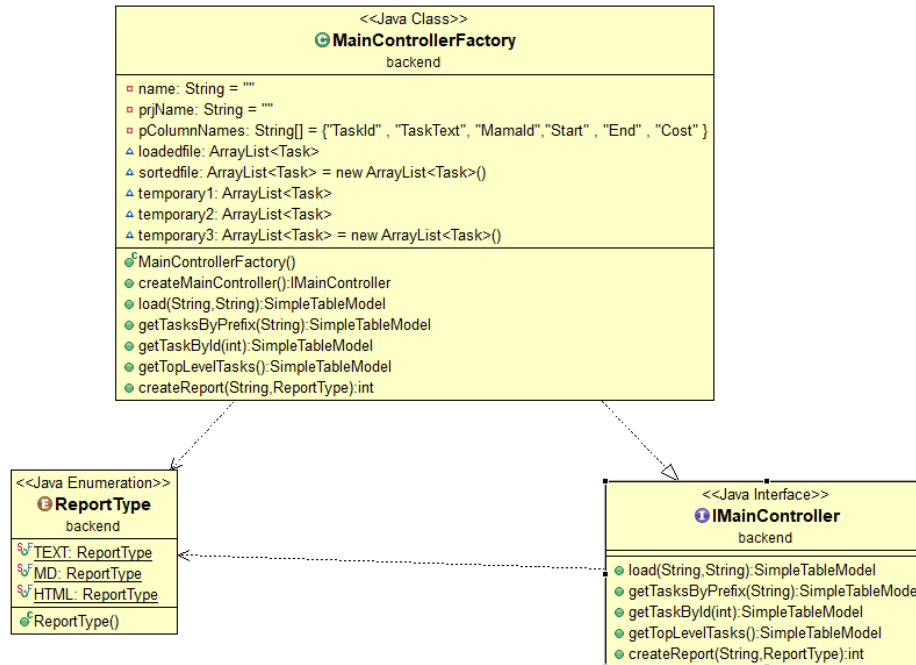 <<Java Class>>
MainControllerFactory
backend
name: String = ""
prjName: String = ""
pColumnNames: String[] = {"TaskId" , "TaskText", "MamaId","Start" , "End" , "Cost" }
loadedfile: ArrayList<Task>
sortedfile: ArrayList<Task> = new ArrayList<Task>()
temporary1: ArrayList<Task>
temporary2: ArrayList<Task>
temporary3: ArrayList<Task> = new ArrayList<Task>()
MainControllerFactory()
createMainController():IMainController
load(String,String):SimpleTableModel
getTasksByPrefix(String):SimpleTableModel
getTaskById(int):SimpleTableModel
getTopLevelTasks():SimpleTableModel
createReport(String,ReportType):int
<<Java Enumeration>>
ReportType
backend
TEXT: ReportType
MD: ReportType
HTML: ReportType
ReportType()
<<Java Interface>>
IMainController
backend
load(String,String):SimpleTableModel
getTasksByPrefix(String):SimpleTableMode
getTaskById(int):SimpleTableModel
getTopLevelTasks():SimpleTableModel
createReport(String,ReportType):int